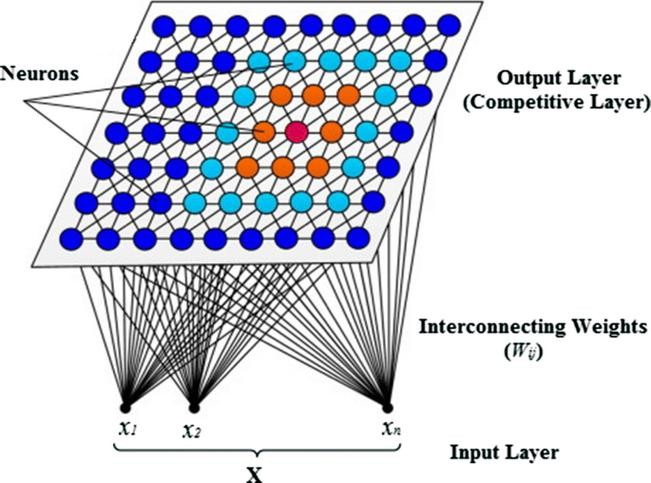 Neurons
Output Layer
(Competitive Layer)
Interconnecting Weights
(Wij)
x1 x2 xn
Input Layer
X